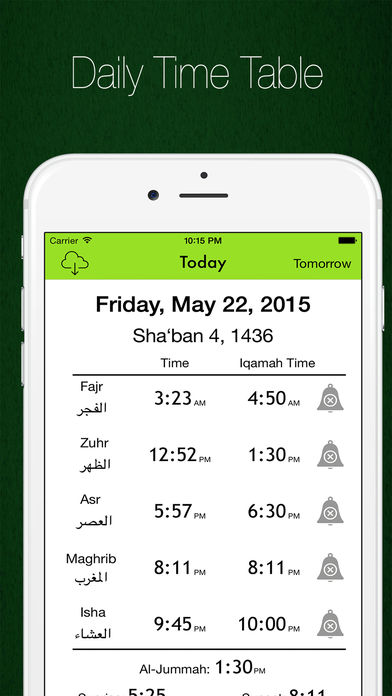 Daily Time Table
Carrier 10:15 PM
Today Tomorrow
Friday, May 22, 2015
Sha‘ban 4, 1436
Time Iqamah Time
Fajr
الفجر 3:23 AM 4:50 AM
Zuhr
الظهر 12:52 PM 1:30 PM
Asr
العصر 5:57 PM 6:30 PM
Maghrib
المغرب 8:11 PM 8:11 PM
Isha
العشاء 9:45 PM 10:00 PM
Al-Jummah: 1:30 PM
5:25 8:11